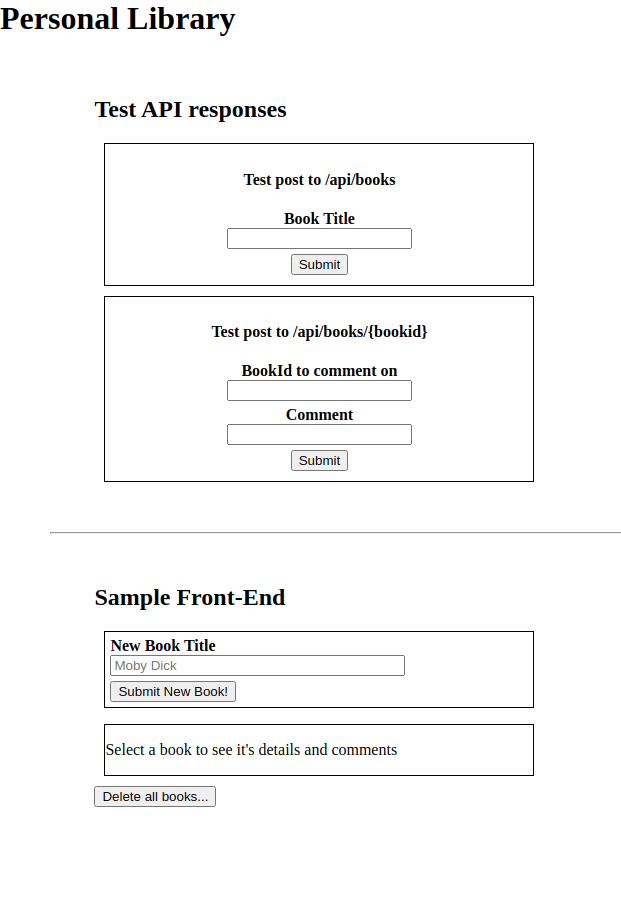 Personal Library
Test API responses
Test post to /api/books
Book Title
Submit
Test post to /api/books/{bookid}
BookId to comment on
Comment
Submit
Sample Front-End
New Book Title
Moby Dick
Submit New Book!
Select a book to see it's details and comments
Delete all books...